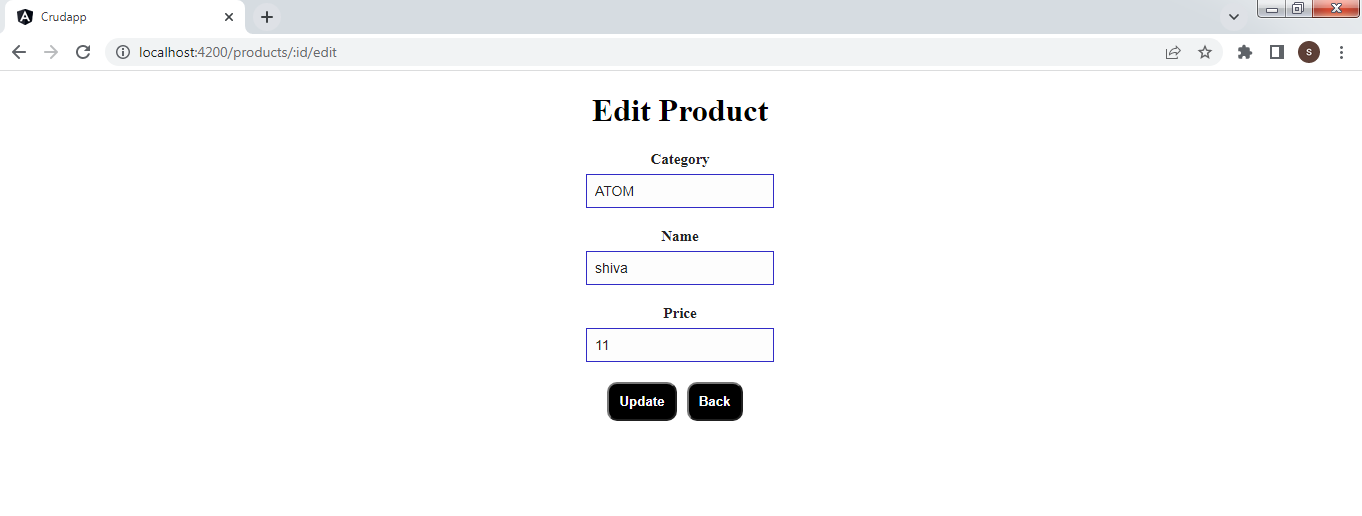 Crudapp
localhost:4200/products/:id/edit
s
Edit Product
Category
ATOM
Name
shiva
Price
11
Update Back